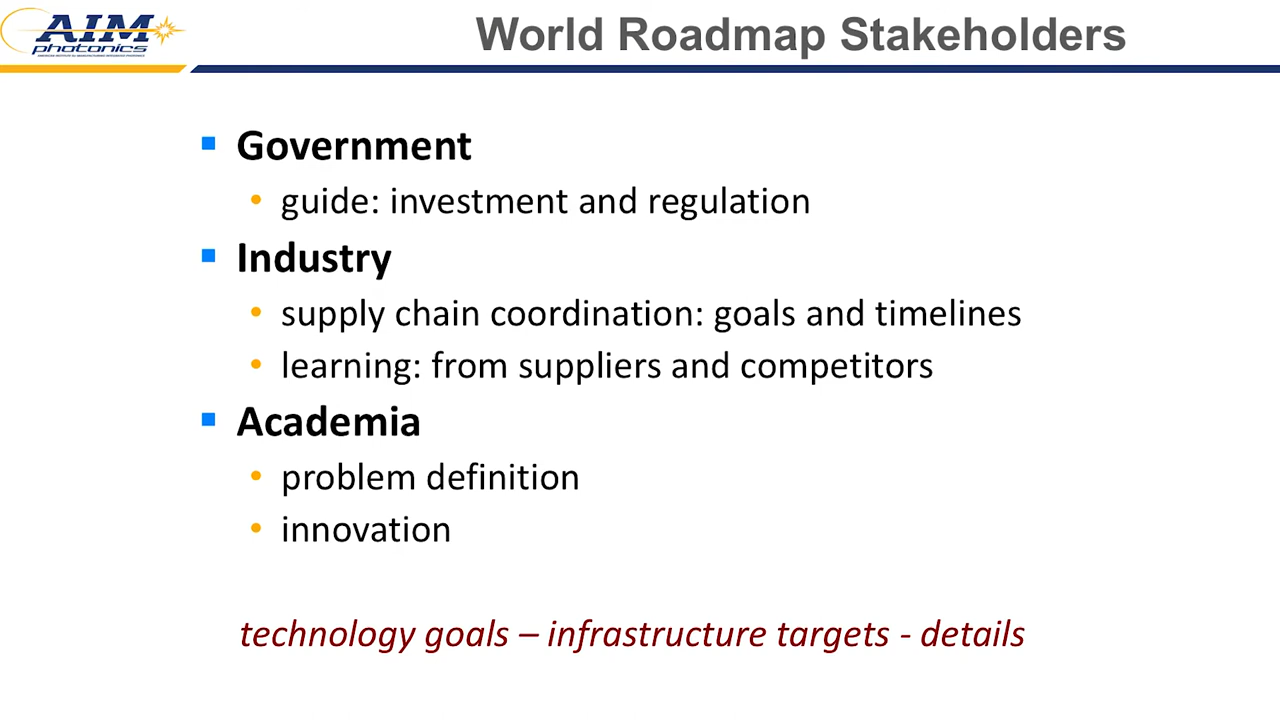 AIM
photonics
World Roadmap Stakeholders
Government
guide: investment and regulation
Industry
supply chain coordination: goals and timelines
learning: from suppliers and competitors
Academia
problem definition
innovation
technology goals – infrastructure targets - details